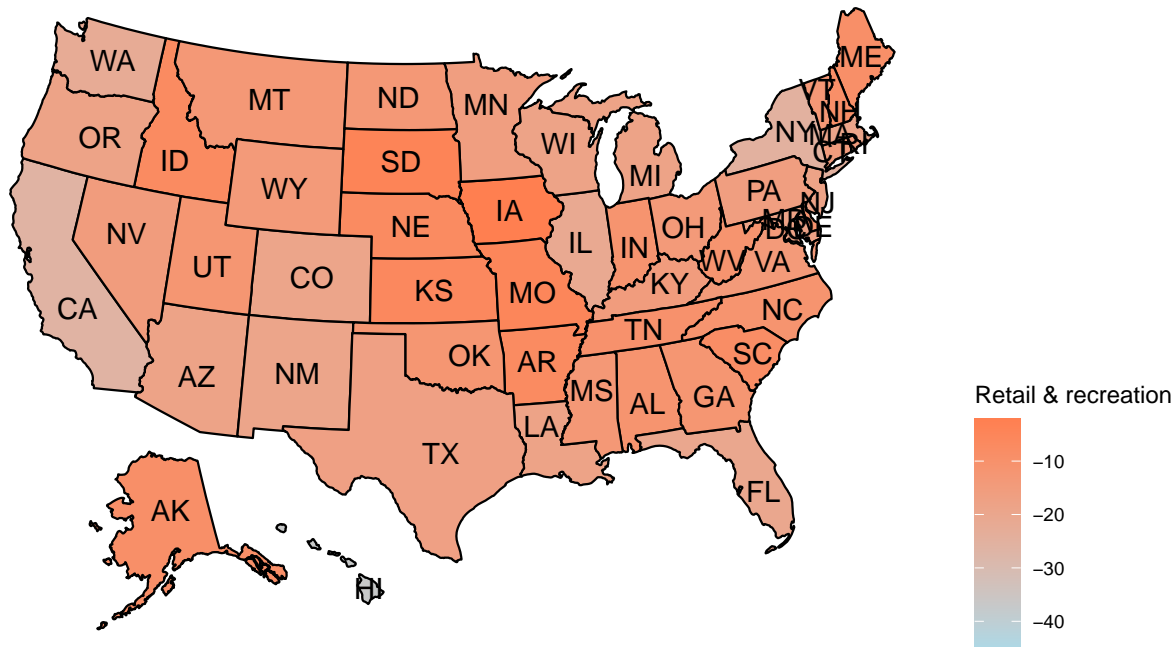 ME
WA
VT
MT
ND
MN
NH
OR
NY
MA
RI
WI
CT
ID
SD
MI
WY
PA
NJ
IA
NE
OH
DE
NV
IL
IN
WV
VA
UT
CO
KY
KS
MO
CA
NC
TN
SC
OK
AR
AZ
NM
MS
AL
GA
LA
TX
FL
AK
HI
Retail & recreation
−10
−20
−30
−40